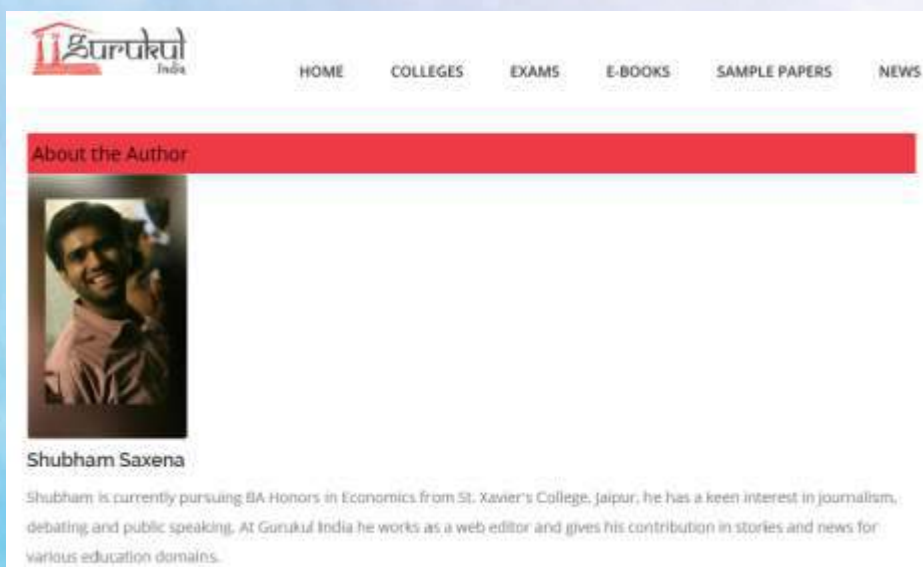 gurukul
India
HOME COLLEGES EXAMS E-BOOKS SAMPLE PAPERS NEWS
About the Author
Shubham Saxena
Shubham is currently pursuing BA Honors in Economics from St. Xavier's College, Jaipur, he has a keen interest in journalism,
debating and public speaking. At Gurukul India he works as a web editor and gives his contribution in stories and news for
various education domains.